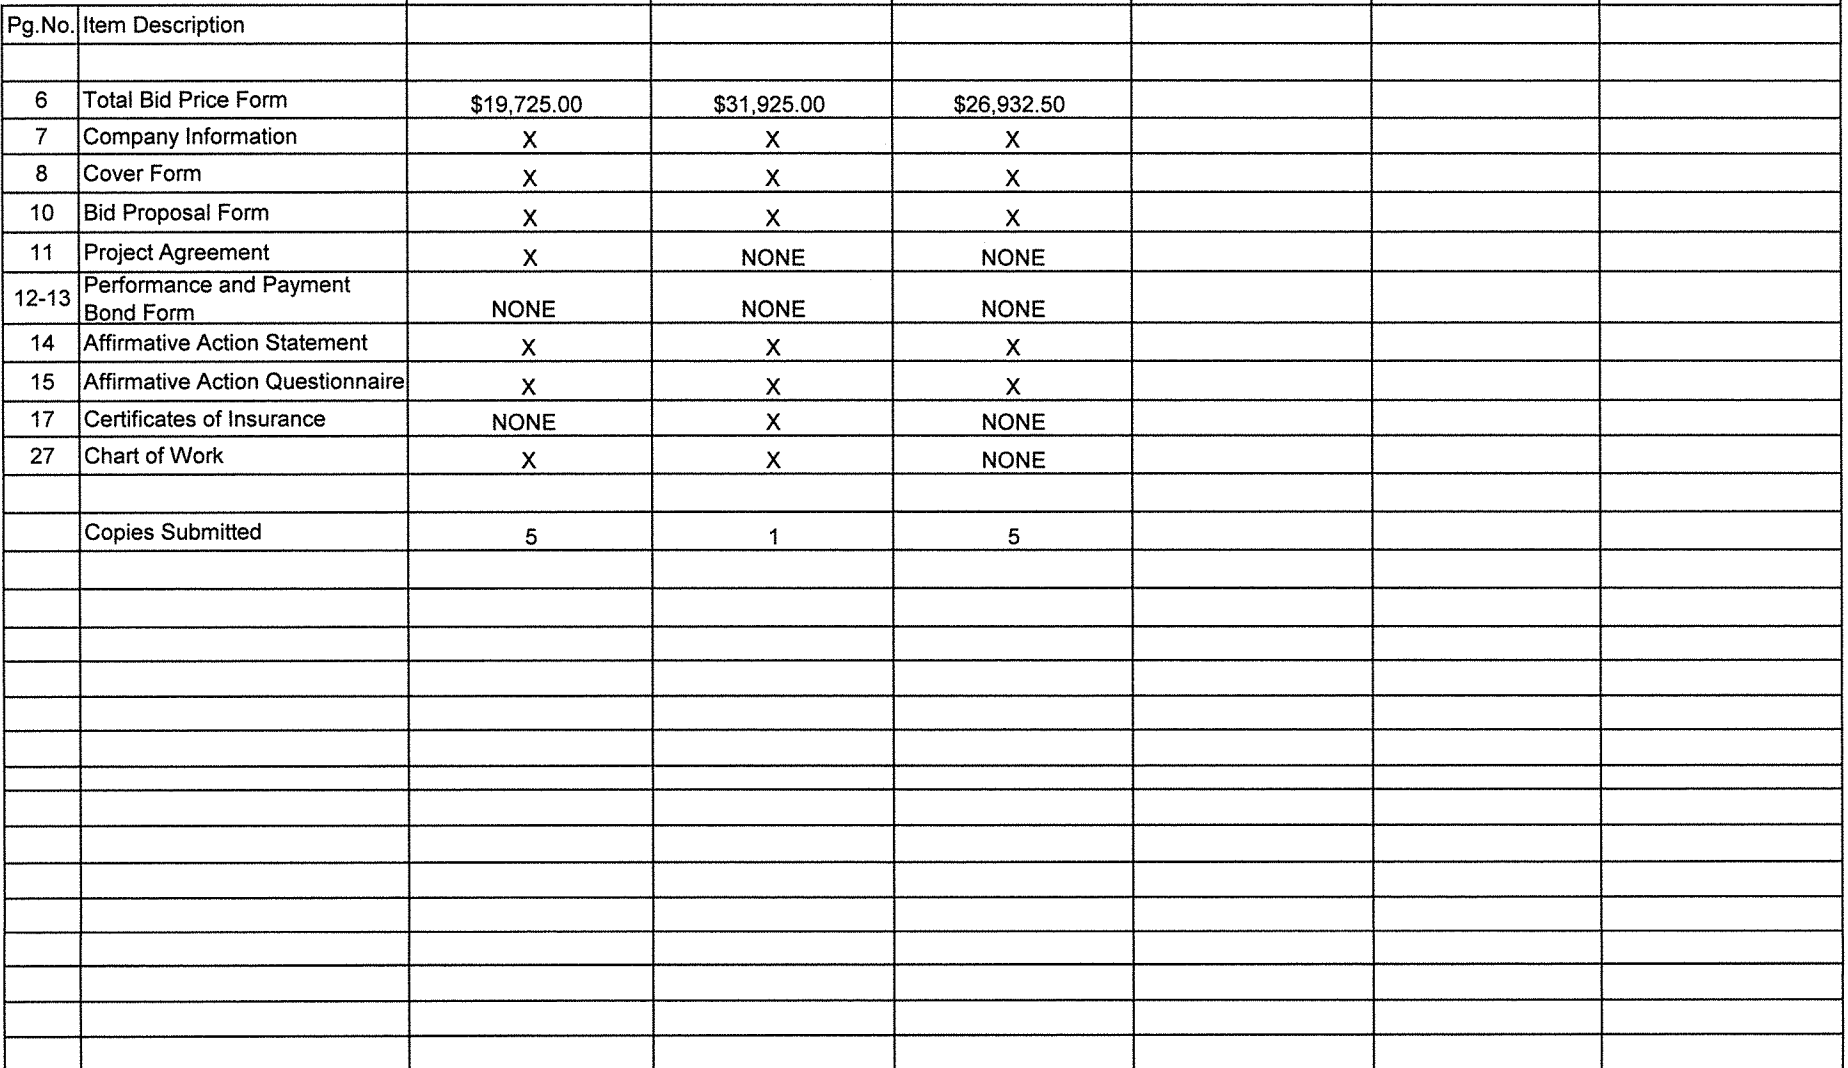 Pg.No. Item Description
6 Total Bid Price Form $19,725.00 $31,925.00 $26,932.50
7 Company Information X X X
8 Cover Form X X X
10 Bid Proposal Form X X X
11 Project Agreement X NONE NONE
12-13 Performance and Payment
Bond Form NONE NONE NONE
14 Affirmative Action Statement X X X
15 Affirmative Action Questionnaire X X X
17 Certificates of Insurance NONE X NONE
27 Chart of Work X X NONE
Copies Submitted 5 1 5